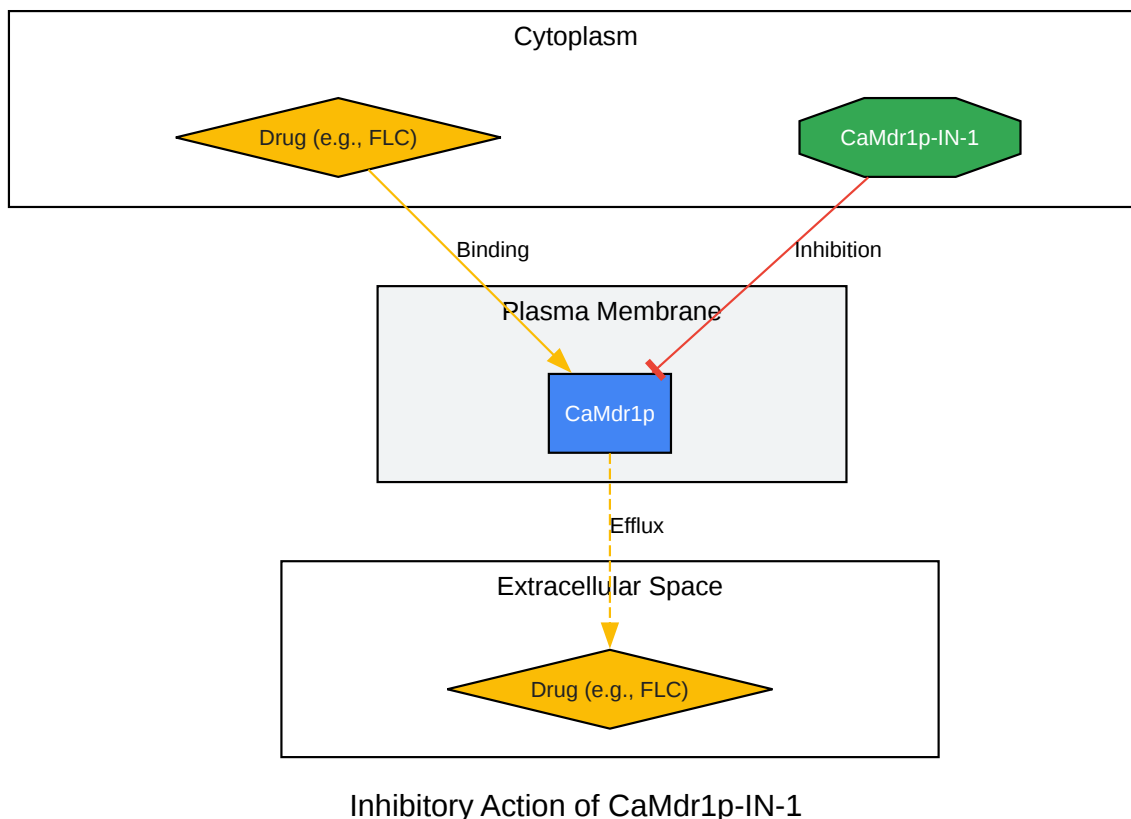 Cytoplasm
Drug (e.g., FLC)
CaMdr1p-IN-1
Binding
Inhibition
Plasma Membrane
CaMdr1p
Efflux
Extracellular Space
Drug (e.g., FLC)
Inhibitory Action of CaMdr1p-IN-1